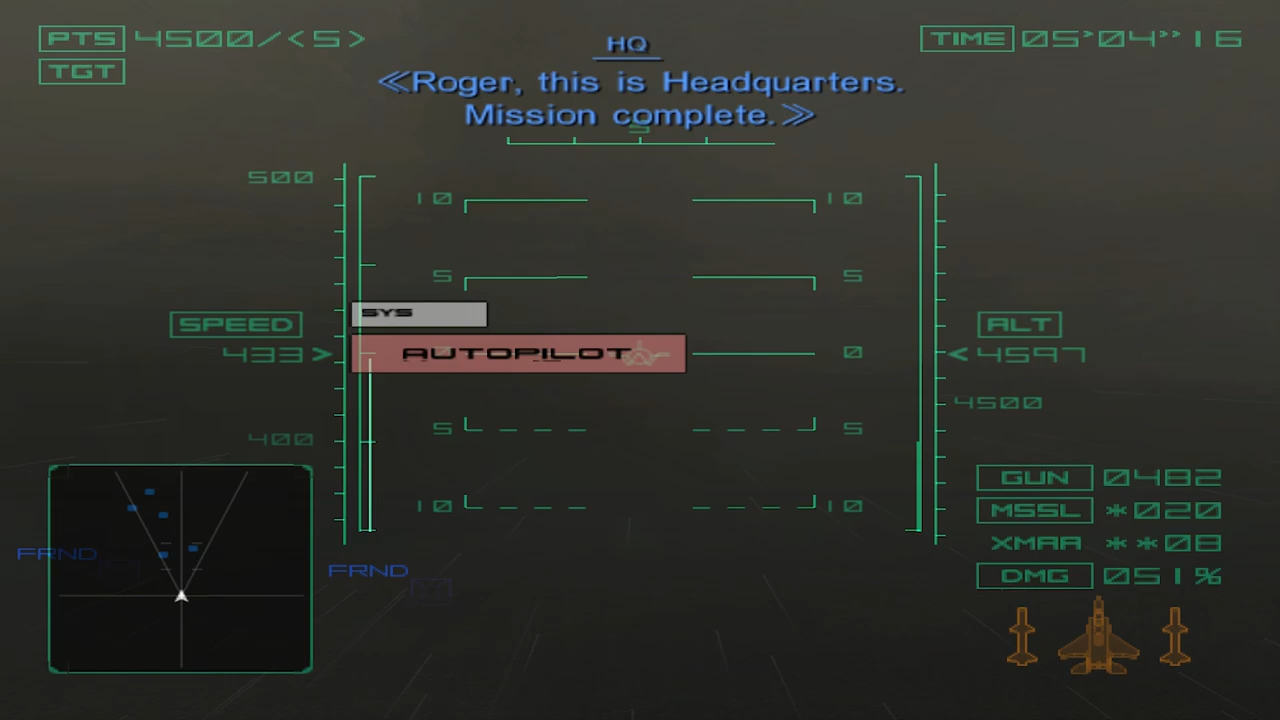 PTS 4500/<5>
TGT
HQ
≪Roger, this is Headquarters.
Mission complete.≫
TIME 05'04"16
S
500
10 10
5 5
SYS
SPEED
433>
AUTOPILOT
0
ALT
<4597
4500
5 5
400
10 10
GUN 0482
MSSL *020
XMAA **08
DMG 051%
FRND
FRND